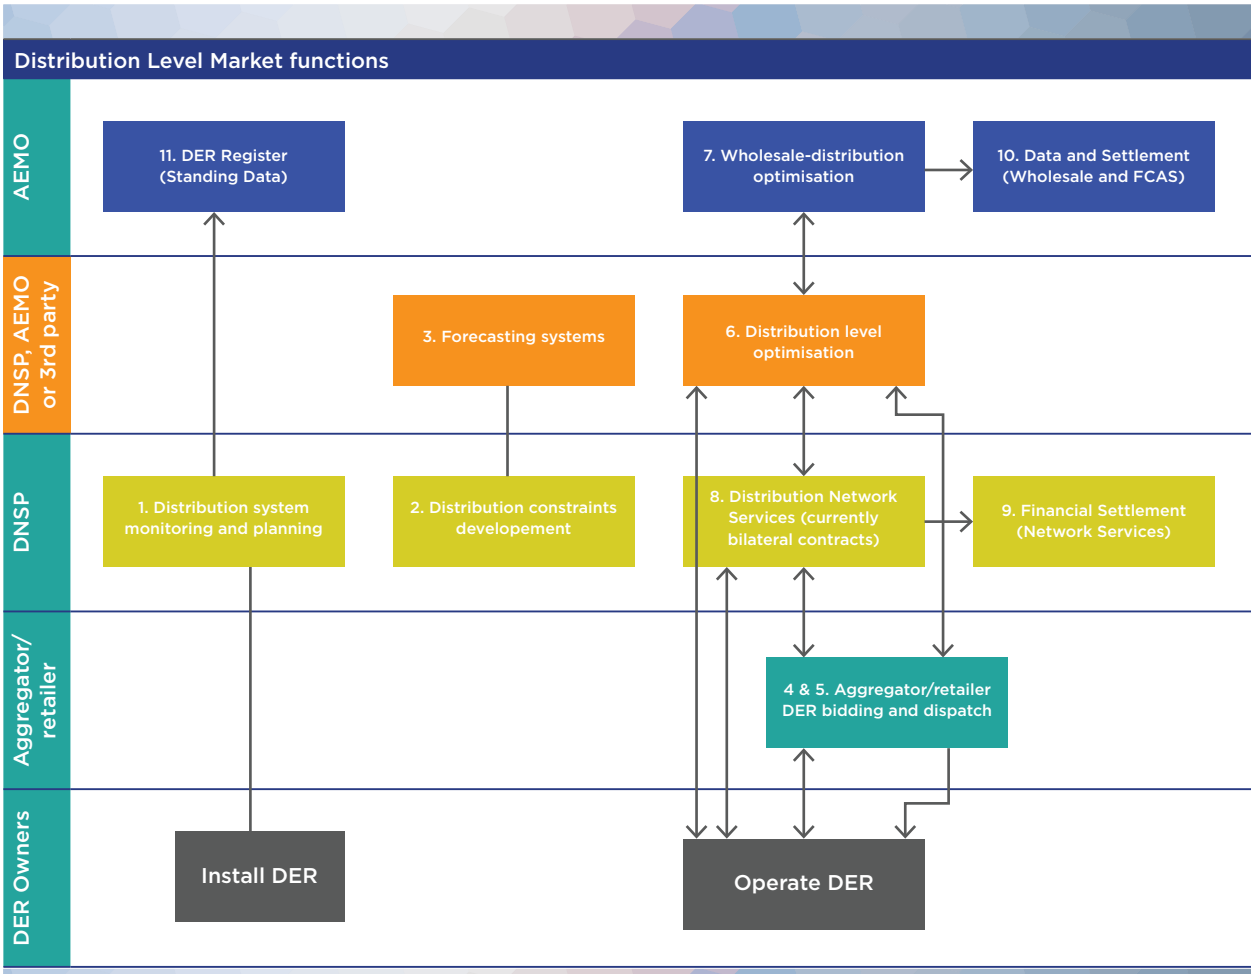 Distribution Level Market functions
AEMO
11. DER Register
(Standing Data)
7. Wholesale-distribution
optimisation
10. Data and Settlement
(Wholesale and FCAS)
DNSP, AEMO
or 3rd party
3. Forecasting systems
6. Distribution level
optimisation
DNSP
1. Distribution system
monitoring and planning
2. Distribution constraints
developement
8. Distribution Network
Services (currently
bilateral contracts)
9. Financial Settlement
(Network Services)
Aggregator/
retailer
4 & 5. Aggregator/retailer
DER bidding and dispatch
DER Owners
Install DER
Operate DER